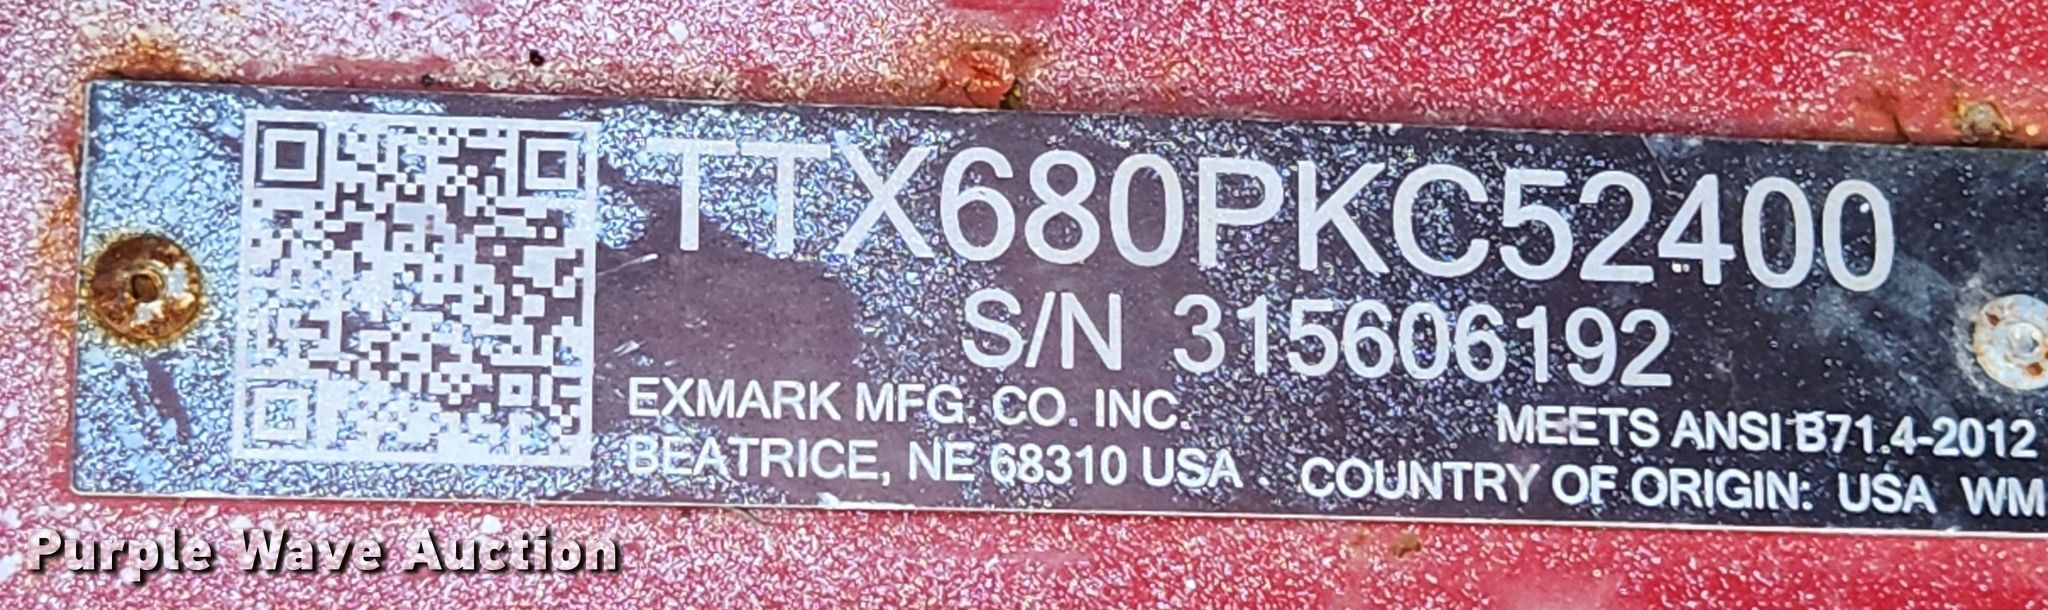 TTX680PKC52400
S/N 315606192
EXMARK MFG. CO. INC.
BEATRICE, NE 68310 USA
MEETS ANSI B71.4-2012
COUNTRY OF ORIGIN: USA WM
Purple Wave Auction